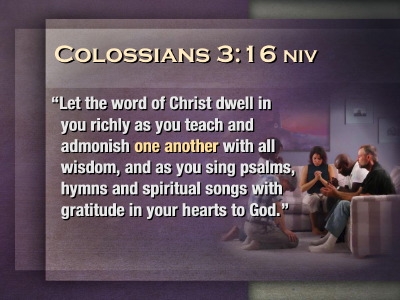 Colossians 3:16 NIV
“Let the word of Christ dwell in
you richly as you teach and
admonish one another with all
wisdom, and as you sing psalms,
hymns and spiritual songs with
gratitude in your hearts to God.”